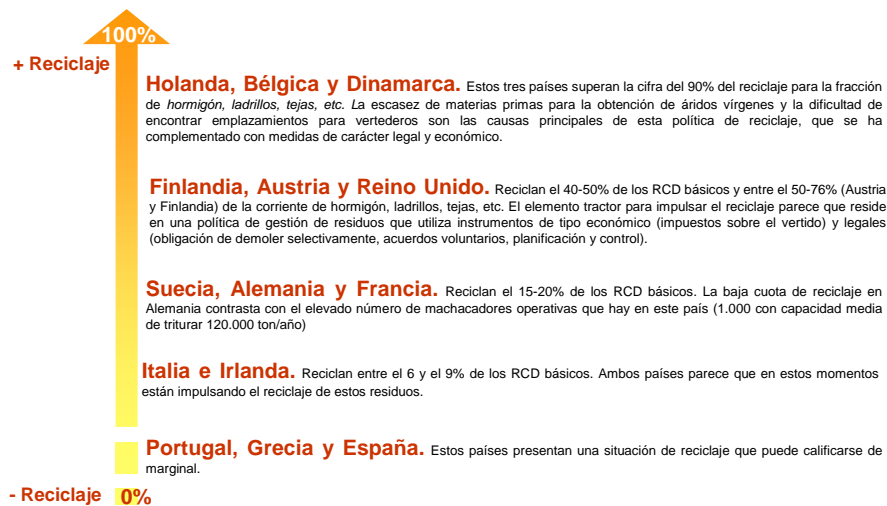 100%
+ Reciclaje
Holanda, Bélgica y Dinamarca. Estos tres países superan la cifra del 90% del reciclaje para la fracción
de hormigón, ladrillos, tejas, etc. La escasez de materias primas para la obtención de áridos vírgenes y la dificultad de
encontrar emplazamientos para vertederos son las causas principales de esta política de reciclaje, que se ha
complementado con medidas de carácter legal y económico.
Finlandia, Austria y Reino Unido. Reciclan el 40-50% de los RCD básicos y entre el 50-76% (Austria
y Finlandia) de la corriente de hormigón, ladrillos, tejas, etc. El elemento tractor para impulsar el reciclaje parece que reside
en una política de gestión de residuos que utiliza instrumentos de tipo económico (impuestos sobre el vertido) y legales
(obligación de demoler selectivamente, acuerdos voluntarios, planificación y control).
Suecia, Alemania y Francia. Reciclan el 15-20% de los RCD básicos. La baja cuota de reciclaje en
Alemania contrasta con el elevado número de machacadores operativas que hay en este país (1.000 con capacidad media
de triturar 120.000 ton/año)
Italia e Irlanda. Reciclan entre el 6 y el 9% de los RCD básicos. Ambos países parece que en estos momentos
están impulsando el reciclaje de estos residuos.
Portugal, Grecia y España. Estos países presentan una situación de reciclaje que puede calificarse de
marginal.
- Reciclaje 0%